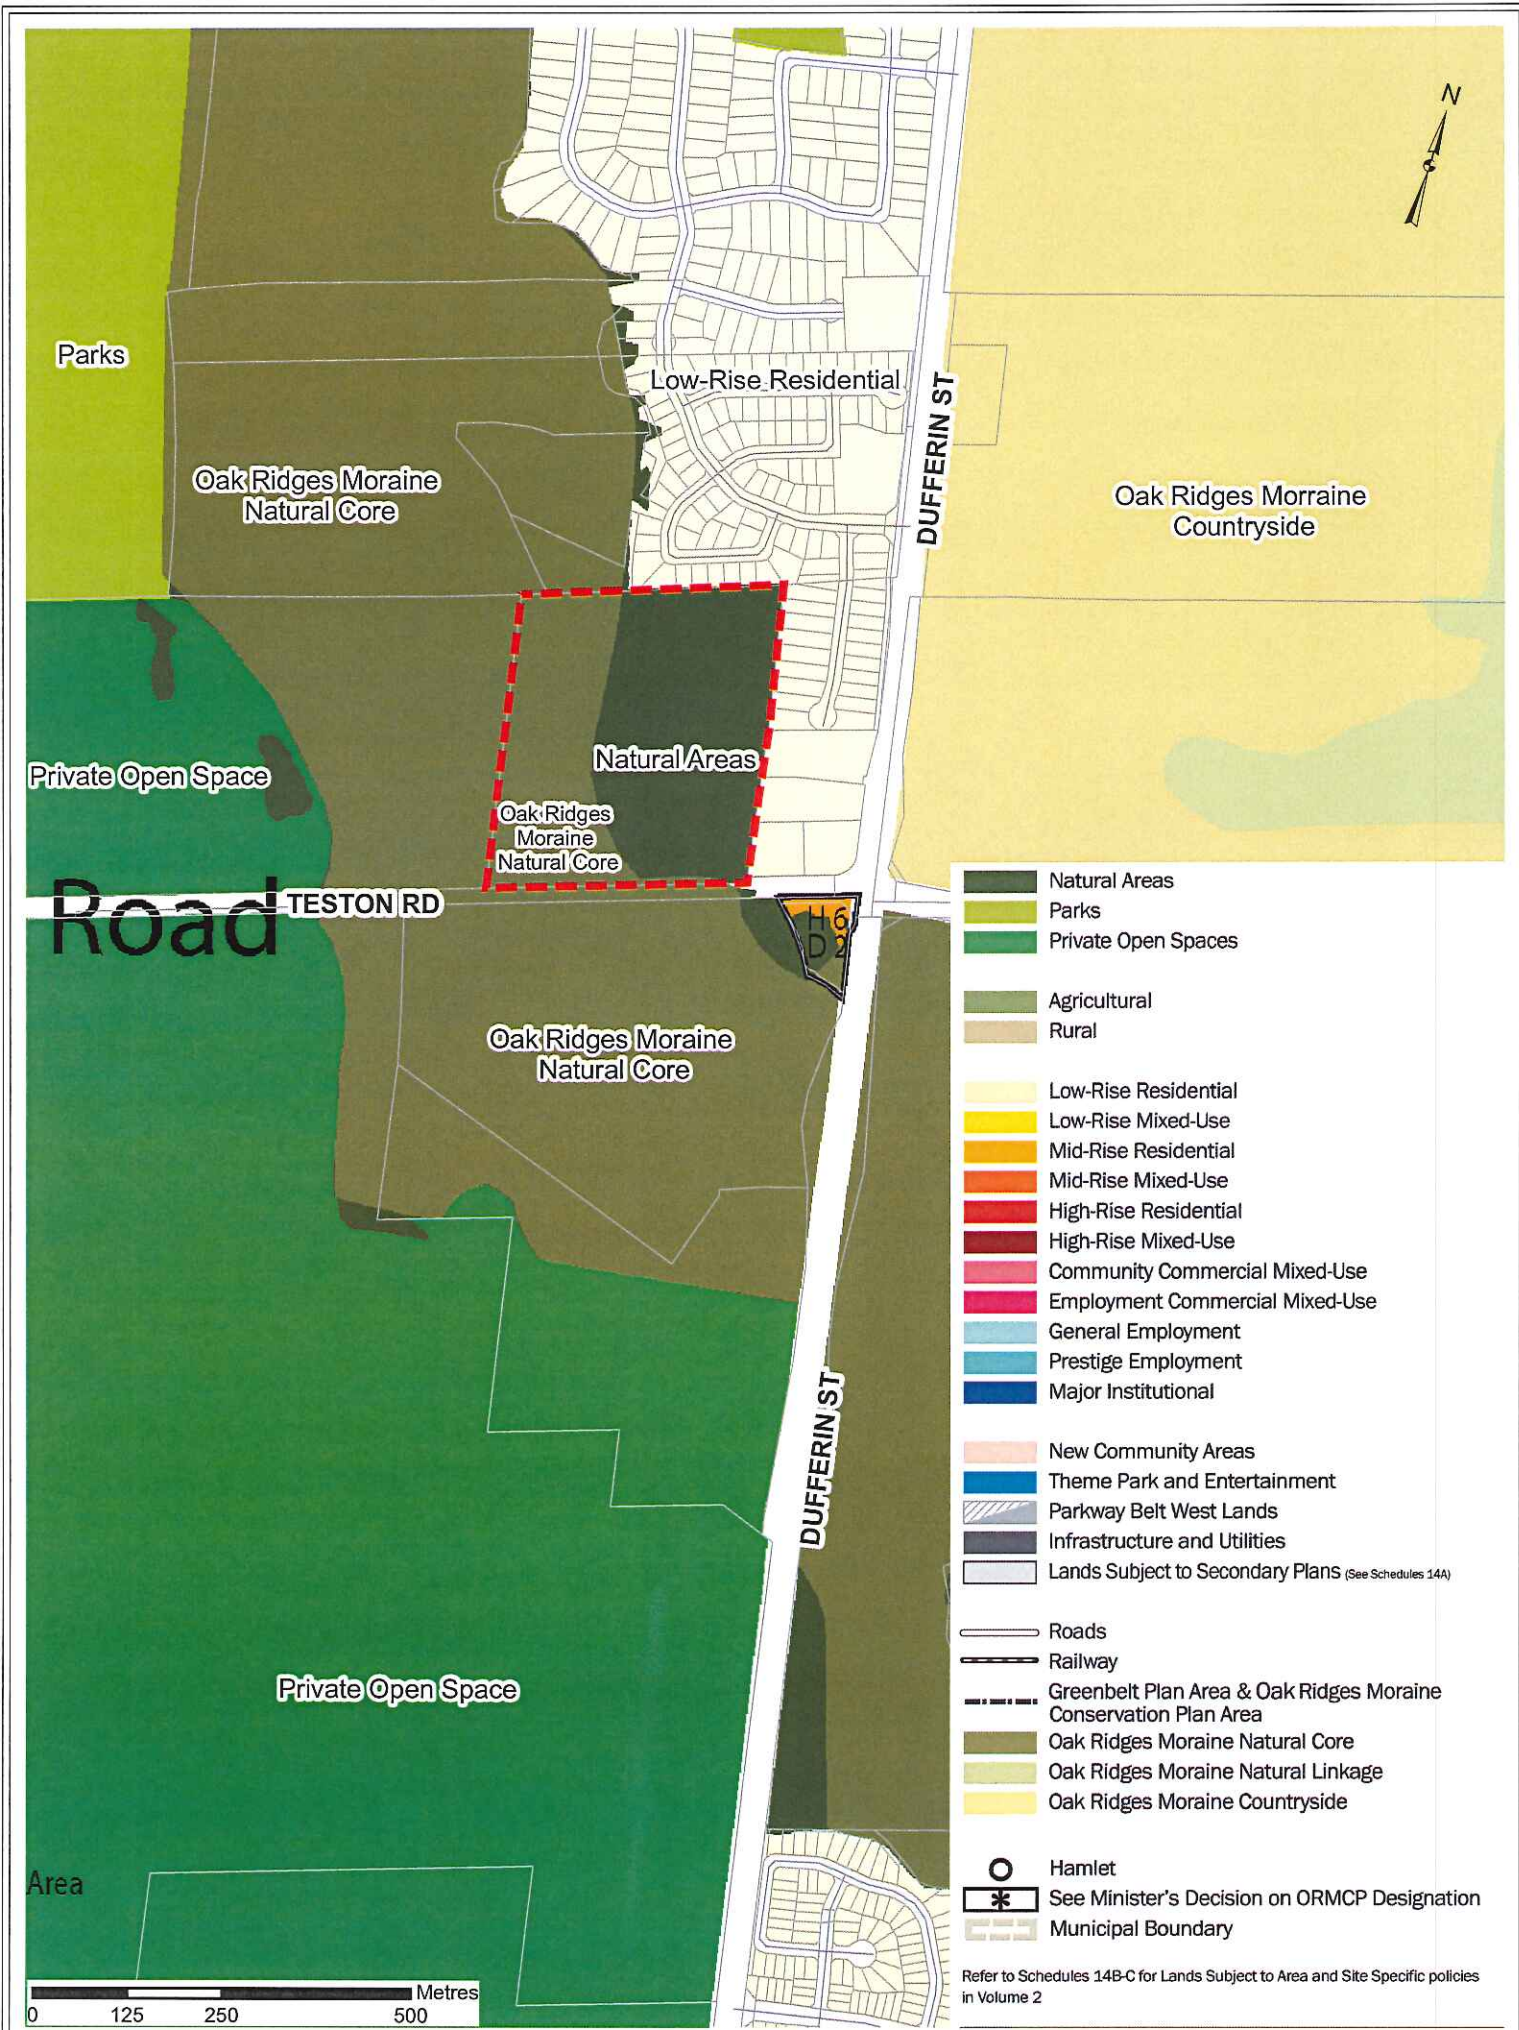 N
Parks
Low-Rise Residential
DUFFERIN ST
Oak Ridges Moraine
Natural Core
Oak Ridges Morraine
Countryside
Private Open Space
Natural Areas
Oak Ridges
Moraine
Natural Core
Road
TESTON RD
H 6
D 2
Oak Ridges Moraine
Natural Core
DUFFERIN ST
Private Open Space
Area
Metres
0 125 250 500
Natural Areas
Parks
Private Open Spaces
Agricultural
Rural
Low-Rise Residential
Low-Rise Mixed-Use
Mid-Rise Residential
Mid-Rise Mixed-Use
High-Rise Residential
High-Rise Mixed-Use
Community Commercial Mixed-Use
Employment Commercial Mixed-Use
General Employment
Prestige Employment
Major Institutional
New Community Areas
Theme Park and Entertainment
Parkway Belt West Lands
Infrastructure and Utilities
Lands Subject to Secondary Plans (See Schedules 14A)
Roads
Railway
Greenbelt Plan Area & Oak Ridges Moraine
Conservation Plan Area
Oak Ridges Moraine Natural Core
Oak Ridges Moraine Natural Linkage
Oak Ridges Moraine Countryside
Hamlet
* See Minister's Decision on ORMCP Designation
Municipal Boundary
Refer to Schedules 14B-C for Lands Subject to Area and Site Specific policies
in Volume 2